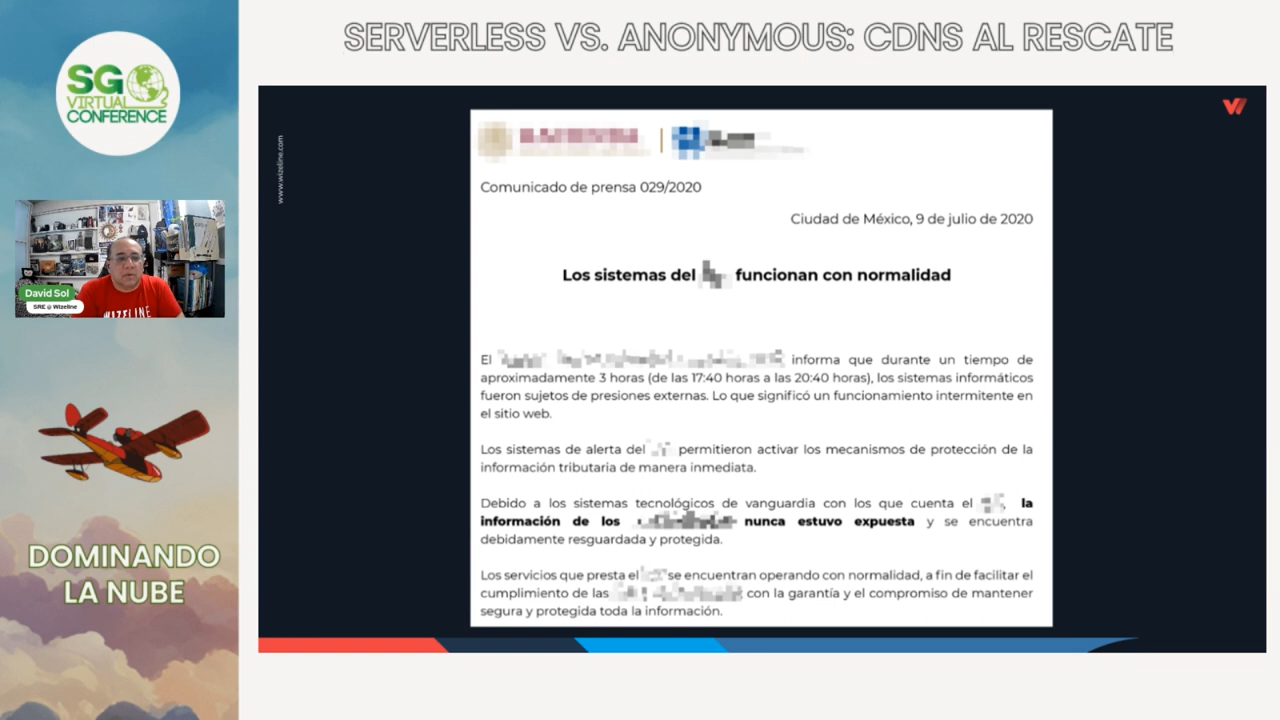 SERVERLESS VS. ANONYMOUS: CDNS AL RESCATE
SG
VIRTUAL
CONFERENCE
www.wizeline.com
Comunicado de prensa 029/2020
Ciudad de México, 9 de julio de 2020
Los sistemas del funcionan con normalidad
El informa que durante un tiempo de
aproximadamente 3 horas (de las 17:40 horas a las 20:40 horas), los sistemas informáticos
fueron sujetos de presiones externas. Lo que significó un funcionamiento intermitente en
el sitio web.
Los sistemas de alerta del permitieron activar los mecanismos de protección de la
información tributaria de manera inmediata.
Debido a los sistemas tecnológicos de vanguardia con los que cuenta el la
información de los nunca estuvo expuesta y se encuentra
debidamente resguardada y protegida.
Los servicios que presta el se encuentran operando con normalidad, a fin de facilitar el
cumplimiento de las con la garantía y el compromiso de mantener
segura y protegida toda la información.
David Sol
SRE @ Wizeline
WIZELINE
DOMINANDO
LA NUBE